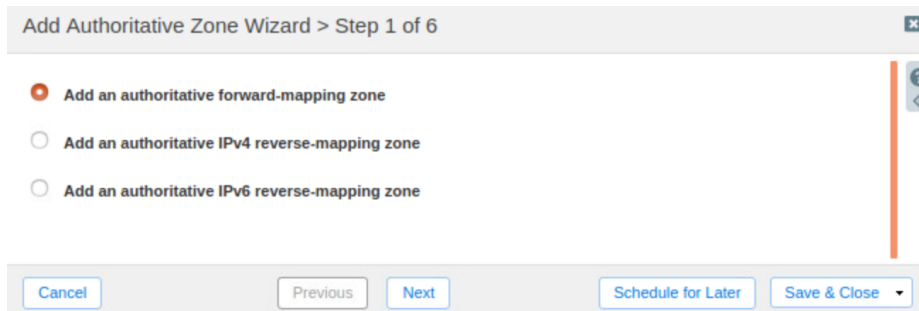 Add Authoritative Zone Wizard > Step 1 of 6
Add an authoritative forward-mapping zone
Add an authoritative IPv4 reverse-mapping zone
Add an authoritative IPv6 reverse-mapping zone
Cancel Previous Next Schedule for Later Save & Close